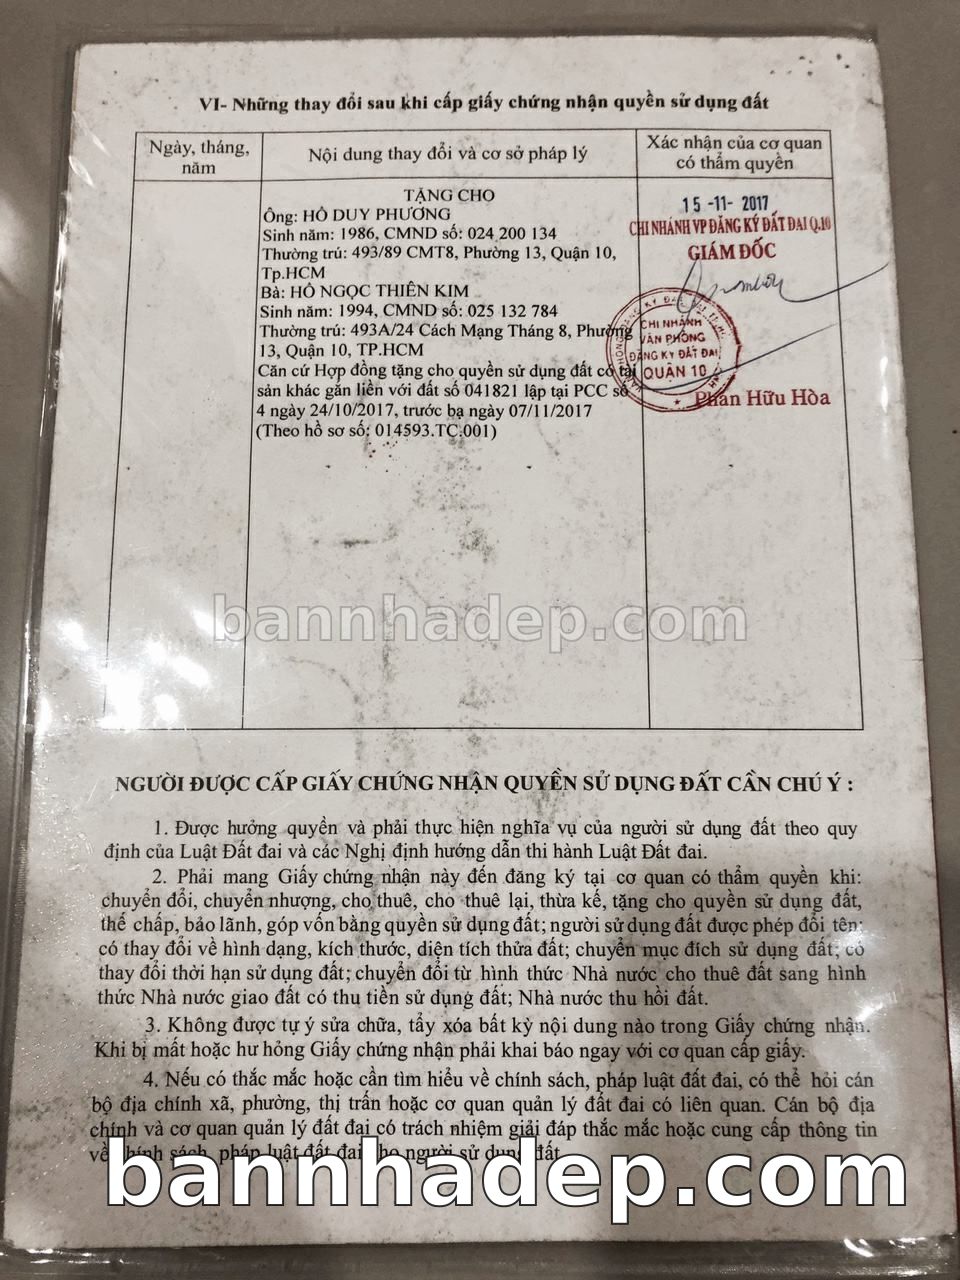 VI- Những thay đổi sau khi cấp giấy chứng nhận quyền sử dụng đất
Ngày, tháng, năm
Nội dung thay đổi và cơ sở pháp lý
Xác nhận của cơ quan có thẩm quyền
TẶNG CHO
Ông: HỒ DUY PHƯƠNG
Sinh năm: 1986, CMND số: 024 200 134
Thường trú: 493/89 CMT8, Phường 13, Quận 10,
Tp.HCM
Bà: HỒ NGỌC THIÊN KIM
Sinh năm: 1994, CMND số: 025 132 784
Thường trú: 493A/24 Cách Mạng Tháng 8, Phường
13, Quận 10, TP.HCM
Căn cứ Hợp đồng tặng cho quyền sử dụng đất có tài
sản khác gắn liền với đất số 041821 lập tại PCC số
4 ngày 24/10/2017, trước bạ ngày 07/11/2017
(Theo hồ sơ số: 014593.TC.001)
15 -11- 2017
CHI NHÁNH VP ĐĂNG KÝ ĐẤT ĐAI Q.10
GIÁM ĐỐC
CHI NHÁNH
VĂN PHÒNG
ĐĂNG KÝ ĐẤT ĐAI
QUẬN 10
Phan Hữu Hòa
bannhadep.com
NGƯỜI ĐƯỢC CẤP GIẤY CHỨNG NHẬN QUYỀN SỬ DỤNG ĐẤT CẦN CHÚ Ý :
1. Được hưởng quyền và phải thực hiện nghĩa vụ của người sử dụng đất theo quy
định của Luật Đất đai và các Nghị định hướng dẫn thi hành Luật Đất đai.
2. Phải mang Giấy chứng nhận này đến đăng ký tại cơ quan có thẩm quyền khi:
chuyển đổi, chuyển nhượng, cho thuê, cho thuê lại, thừa kế, tặng cho quyền sử dụng đất,
thế chấp, bảo lãnh, góp vốn bằng quyền sử dụng đất; người sử dụng đất được phép đổi tên;
có thay đổi về hình dạng, kích thước, diện tích thửa đất; chuyển mục đích sử dụng đất; có
thay đổi thời hạn sử dụng đất; chuyển đổi từ hình thức Nhà nước cho thuê đất sang hình
thức Nhà nước giao đất có thu tiền sử dụng đất; Nhà nước thu hồi đất.
3. Không được tự ý sửa chữa, tẩy xóa bất kỳ nội dung nào trong Giấy chứng nhận.
Khi bị mất hoặc hư hỏng Giấy chứng nhận phải khai báo ngay với cơ quan cấp giấy.
4. Nếu có thắc mắc hoặc cần tìm hiểu về chính sách, pháp luật đất đai, có thể hỏi cán
bộ địa chính xã, phường, thị trấn hoặc cơ quan quản lý đất đai có liên quan. Cán bộ địa
chính và cơ quan quản lý đất đai có trách nhiệm giải đáp thắc mắc hoặc cung cấp thông tin
về chính sách, pháp luật đất đai cho người sử dụng đất.
bannhadep.com